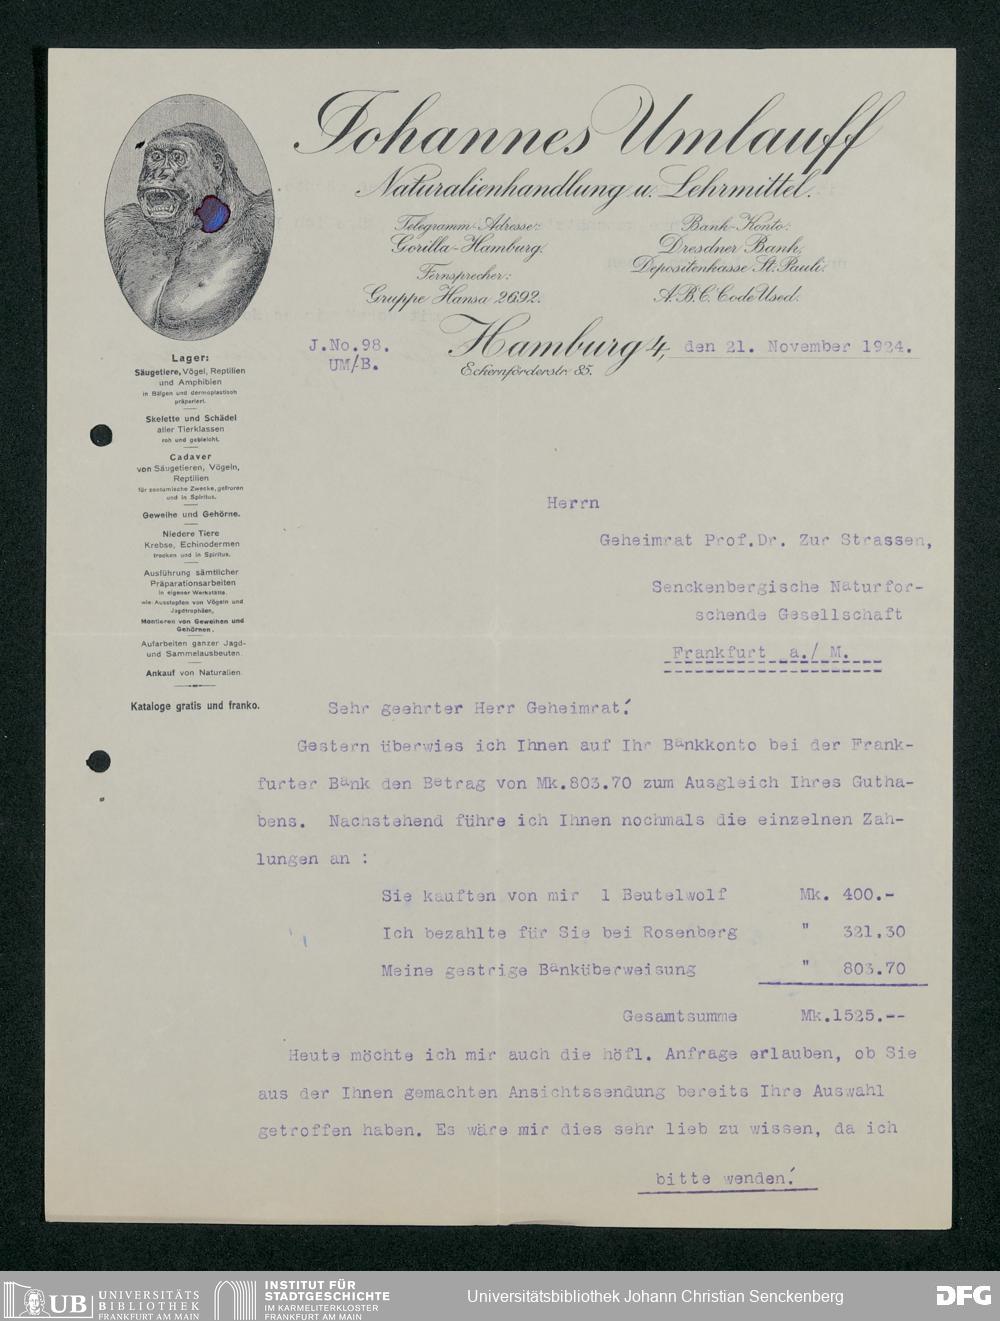 Johannes Umlauff
Naturalienhandlung u. Lehrmittel.
Telegramm-Adresse:
Gorilla-Hamburg.
Fernsprecher:
Gruppe Hansa 2692.
Bank-Konto:
Dresdner Bank,
Depositenkasse St. Pauli.
A.B.C. Code Used.
J.No.98.
UM/B.
Hamburg 4, den 21. November 1924.
Eckernförderstr. 85.
Lager:
Säugetiere, Vögel, Reptilien
und Amphibien
in Bälgen und dermoplastisch
präpariert.
Skelette und Schädel
aller Tierklassen
roh und gebleicht.
Cadaver
von Säugetieren, Vögeln,
Reptilien
für zootomische Zwecke, gefroren
und in Spiritus.
Geweihe und Gehörne.
Niedere Tiere
Krebse, Echinodermen
trocken und in Spiritus.
Ausführung sämtlicher
Präparationsarbeiten
in eigener Werkstätte.
wie: Ausstopfen von Vögeln und
Jagdtrophäen,
Montieren von Geweihen und
Gehörnen.
Aufarbeiten ganzer Jagd-
und Sammelausbeuten.
Ankauf von Naturalien.
Kataloge gratis und franko.
Herrn
Geheimrat Prof.Dr. Zur Strassen,
Senckenbergische Naturfor-
schende Gesellschaft
Frankfurt a./ M.
Sehr geehrter Herr Geheimrat!
Gestern überwies ich Ihnen auf Ihr Bankkonto bei der Frank-
furter Bank den Betrag von Mk.803.70 zum Ausgleich Ihres Gutha-
bens. Nachstehend führe ich Ihnen nochmals die einzelnen Zah-
lungen an :
Sie kauften von mir 1 Beutelwolf Mk. 400.-
Ich bezahlte für Sie bei Rosenberg " 321.30
Meine gestrige Banküberweisung " 803.70
Gesamtsumme Mk.1525.--
Heute möchte ich mir auch die höfl. Anfrage erlauben, ob Sie
aus der Ihnen gemachten Ansichtssendung bereits Ihre Auswahl
getroffen haben. Es wäre mir dies sehr lieb zu wissen, da ich
bitte wenden!
UB UNIVERSITÄTS
BIBLIOTHEK
FRANKFURT AM MAIN
INSTITUT FÜR
STADTGESCHICHTE
IM KARMELITERKLOSTER
FRANKFURT AM MAIN
Universitätsbibliothek Johann Christian Senckenberg
DFG